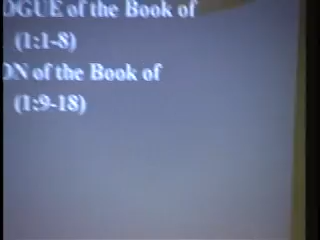 OGUE of the Book of
(1:1-8)
ON of the Book of
(1:9-18)